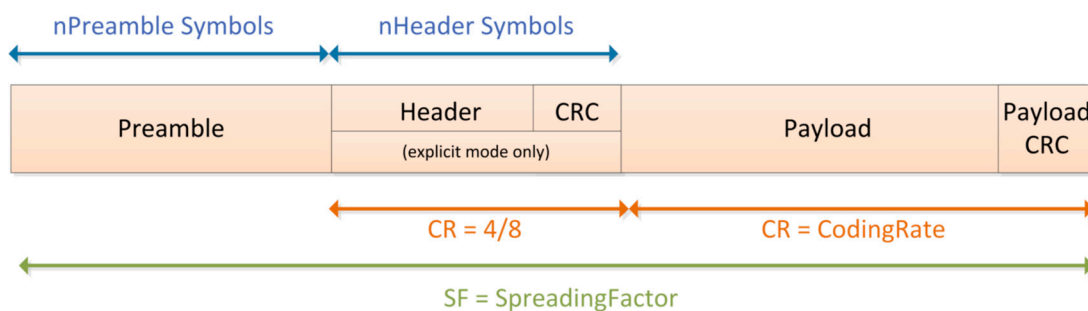 nPreamble Symbols nHeader Symbols
Preamble Header CRC Payload Payload CRC
(explicit mode only)
CR = 4/8 CR = CodingRate
SF = SpreadingFactor